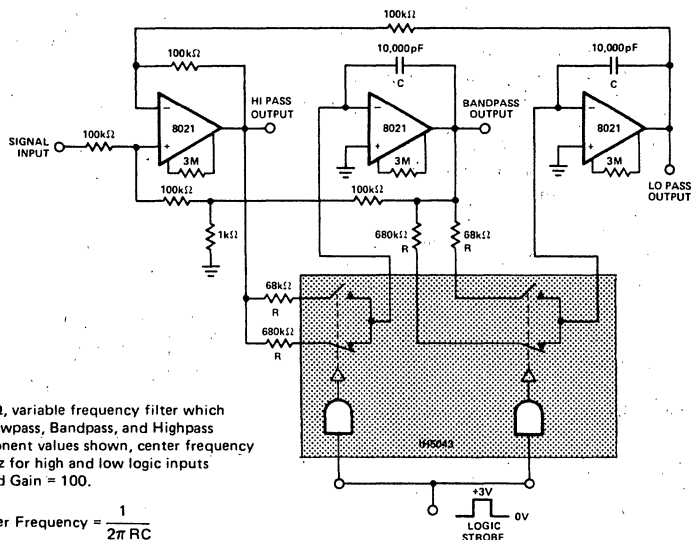 100kΩ
100kΩ
10,000pF
C
10,000pF
C
HI PASS
OUTPUT
BANDPASS
OUTPUT
−
−
−
8021
8021
8021
+
+
+
SIGNAL
INPUT
100kΩ
3M
3M
3M
LO PASS
OUTPUT
100kΩ
100kΩ
1kΩ
680kΩ
R
68kΩ
R
68kΩ
R
680kΩ
R
IH5043
Ω, variable frequency filter which
wpass, Bandpass, and Highpass
onent values shown, center frequency
z for high and low logic inputs
d Gain = 100.
er Frequency = 1
2π RC
+3V
0V
LOGIC
STROBE